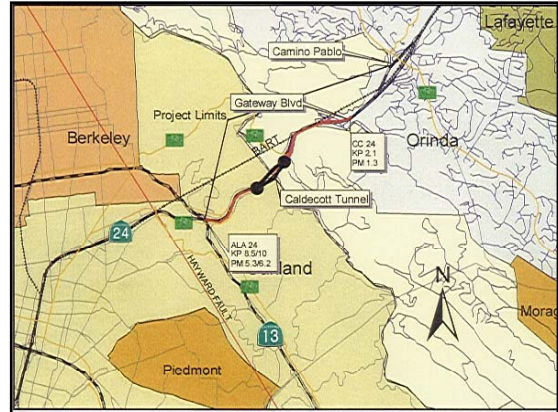 Lafayette
Camino Pablo
Gateway Blvd
Project Limits
Berkeley
BART
Orinda
CC 24
KP 2.1
PM 1.3
Caldecott Tunnel
24
ALA 24
KP 8.5/10
PM 5.3/6.2
land
HAYWARD FAULT
N
13
Morag
Piedmont